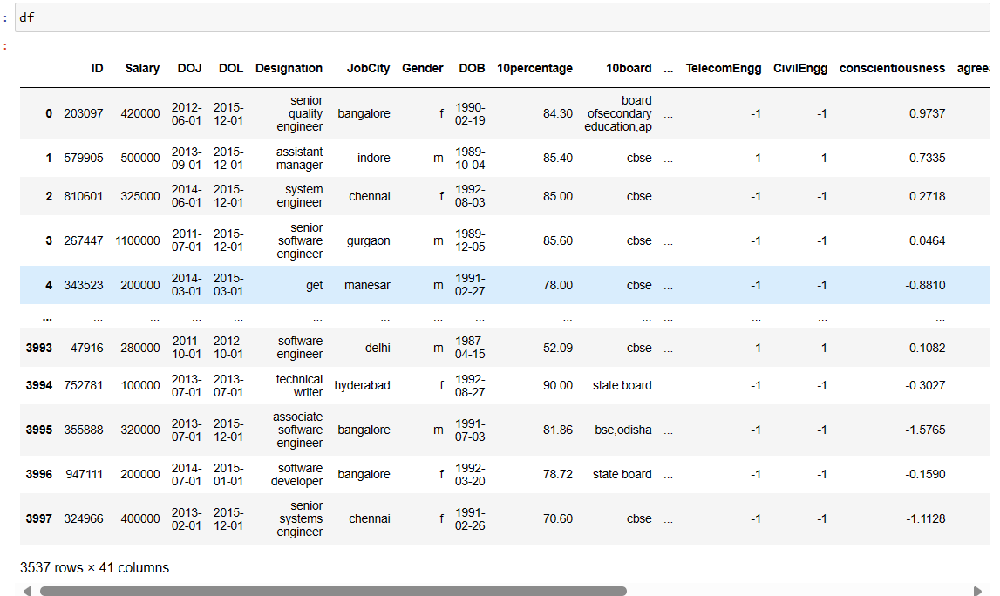 : df
:
ID Salary DOJ DOL Designation JobCity Gender DOB 10percentage 10board ... TelecomEngg CivilEngg conscientiousness agreea
0 203097 420000 2012-06-01 2015-12-01 senior quality engineer bangalore f 1990-02-19 84.30 board ofsecondary education,ap ... -1 -1 0.9737
1 579905 500000 2013-09-01 2015-12-01 assistant manager indore m 1989-10-04 85.40 cbse ... -1 -1 -0.7335
2 810601 325000 2014-06-01 2015-12-01 system engineer chennai f 1992-08-03 85.00 cbse ... -1 -1 0.2718
3 267447 1100000 2011-07-01 2015-12-01 senior software engineer gurgaon m 1989-12-05 85.60 cbse ... -1 -1 0.0464
4 343523 200000 2014-03-01 2015-03-01 get manesar m 1991-02-27 78.00 cbse ... -1 -1 -0.8810
... ... ... ... ... ... ... ... ... ... ... ... ... ... ...
3993 47916 280000 2011-10-01 2012-10-01 software engineer delhi m 1987-04-15 52.09 cbse ... -1 -1 -0.1082
3994 752781 100000 2013-07-01 2013-07-01 technical writer hyderabad f 1992-08-27 90.00 state board ... -1 -1 -0.3027
3995 355888 320000 2013-07-01 2015-12-01 associate software engineer bangalore m 1991-07-03 81.86 bse,odisha ... -1 -1 -1.5765
3996 947111 200000 2014-07-01 2015-01-01 software developer bangalore f 1992-03-20 78.72 state board ... -1 -1 -0.1590
3997 324966 400000 2013-02-01 2015-12-01 senior systems engineer chennai f 1991-02-26 70.60 cbse ... -1 -1 -1.1128
3537 rows × 41 columns